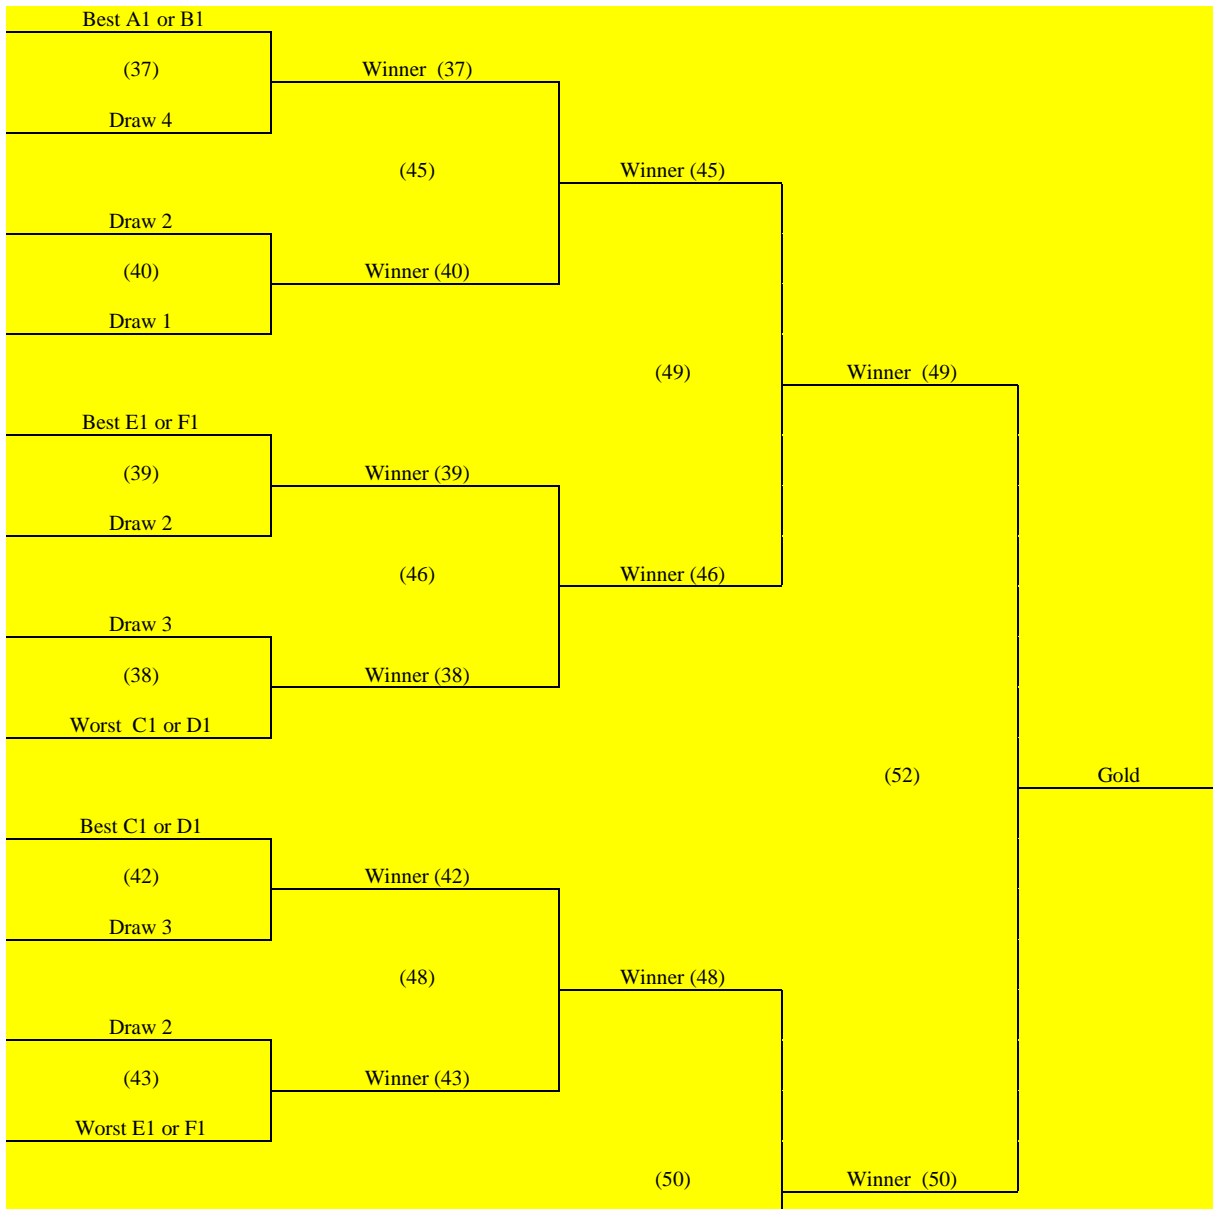 Best A1 or B1
(37)
Winner (37)
Draw 4
(45)
Winner (45)
Draw 2
(40)
Winner (40)
Draw 1
(49)
Winner (49)
Best E1 or F1
(39)
Winner (39)
Draw 2
(46)
Winner (46)
Draw 3
(38)
Winner (38)
Worst C1 or D1
(52)
Gold
Best C1 or D1
(42)
Winner (42)
Draw 3
(48)
Winner (48)
Draw 2
(43)
Winner (43)
Worst E1 or F1
(50)
Winner (50)